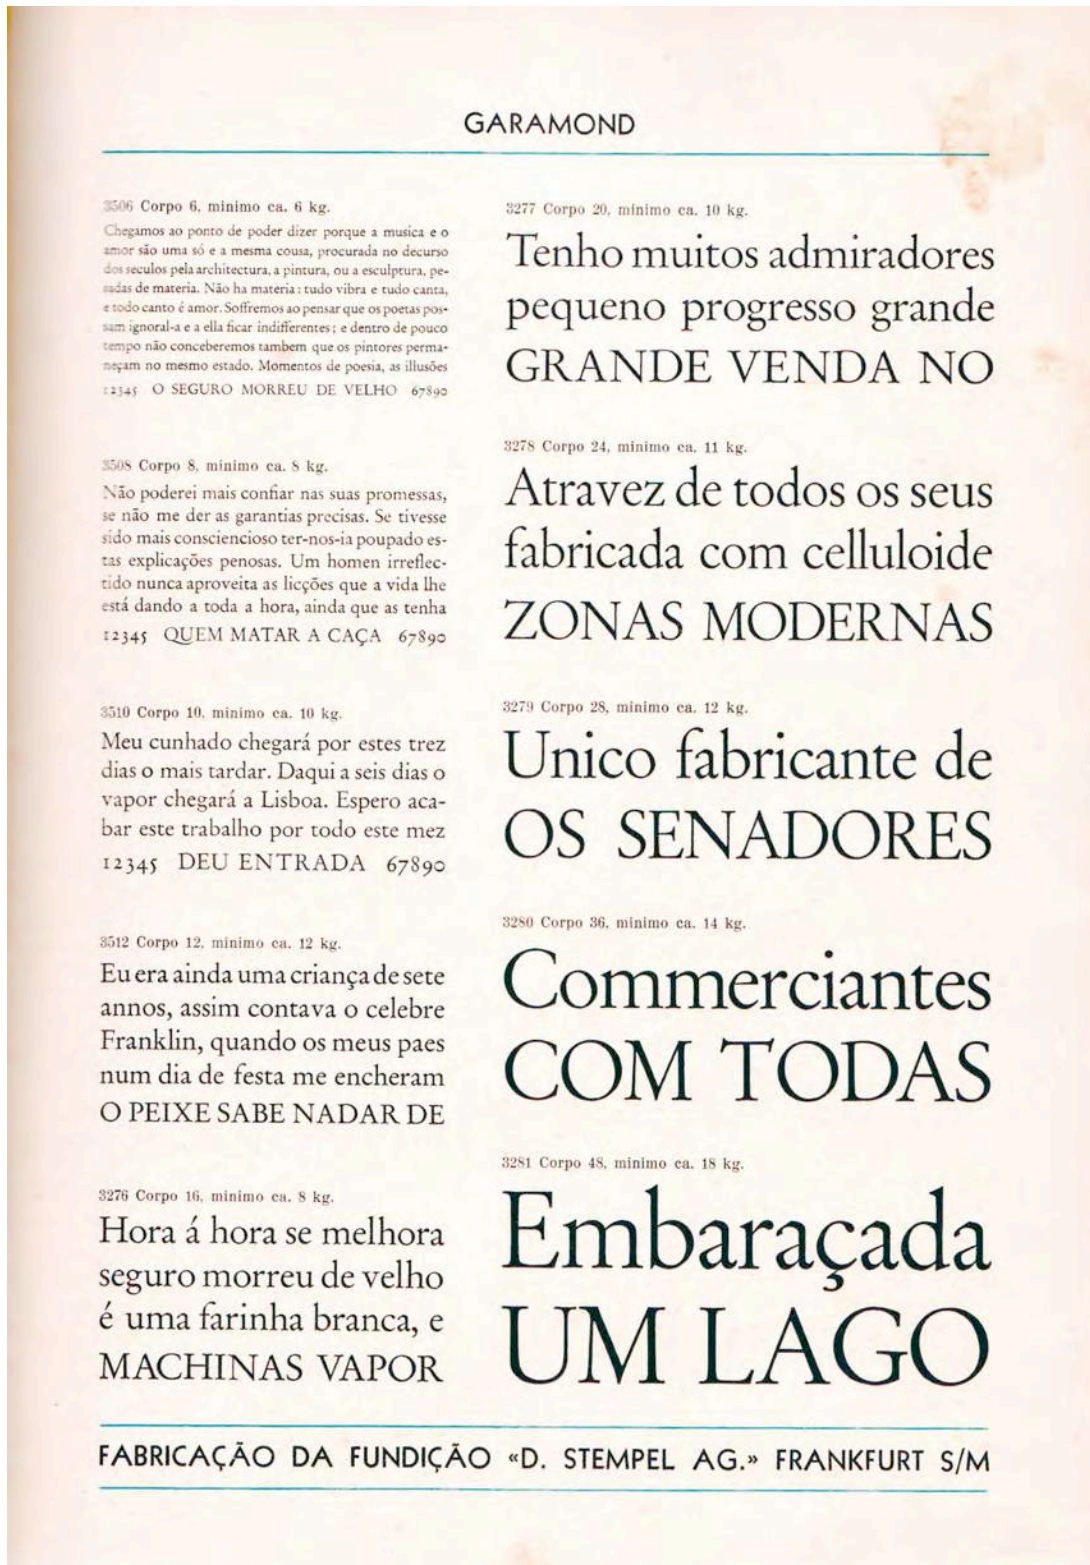 GARAMOND
3506 Corpo 6, minimo ca. 6 kg.
Chegamos ao ponto de poder dizer porque a musica e o
amor são uma só e a mesma cousa, procurada no decurso
dos seculos pela architectura, a pintura, ou a esculptura, pe-
sadas de materia. Não ha materia : tudo vibra e tudo canta,
e todo canto é amor. Soffremos ao pensar que os poetas pos-
sam ignoral-a e a ella ficar indifferentes ; e dentro de pouco
tempo não conceberemos tambem que os pintores perma-
neçam no mesmo estado. Momentos de poesia, as illusões
12345 O SEGURO MORREU DE VELHO 67890
3508 Corpo 8, minimo ca. 8 kg.
Não poderei mais confiar nas suas promessas,
se não me der as garantias precisas. Se tivesse
sido mais consciencioso ter-nos-ia poupado es-
tas explicações penosas. Um homen irreflec-
tido nunca aproveita as licções que a vida lhe
está dando a toda a hora, ainda que as tenha
12345 QUEM MATAR A CAÇA 67890
3510 Corpo 10, minimo ca. 10 kg.
Meu cunhado chegará por estes trez
dias o mais tardar. Daqui a seis dias o
vapor chegará a Lisboa. Espero aca-
bar este trabalho por todo este mez
12345 DEU ENTRADA 67890
3512 Corpo 12, minimo ca. 12 kg.
Eu era ainda uma criança de sete
annos, assim contava o celebre
Franklin, quando os meus paes
num dia de festa me encheram
O PEIXE SABE NADAR DE
3276 Corpo 16, minimo ca. 8 kg.
Hora á hora se melhora
seguro morreu de velho
é uma farinha branca, e
MACHINAS VAPOR
3277 Corpo 20, minimo ca. 10 kg.
Tenho muitos admiradores
pequeno progresso grande
GRANDE VENDA NO
3278 Corpo 24, minimo ca. 11 kg.
Atravez de todos os seus
fabricada com celluloide
ZONAS MODERNAS
3279 Corpo 28, minimo ca. 12 kg.
Unico fabricante de
OS SENADORES
3280 Corpo 36, minimo ca. 14 kg.
Commerciantes
COM TODAS
3281 Corpo 48, minimo ca. 18 kg.
Embaraçada
UM LAGO
FABRICAÇÃO DA FUNDIÇÃO «D. STEMPEL AG.» FRANKFURT S/M